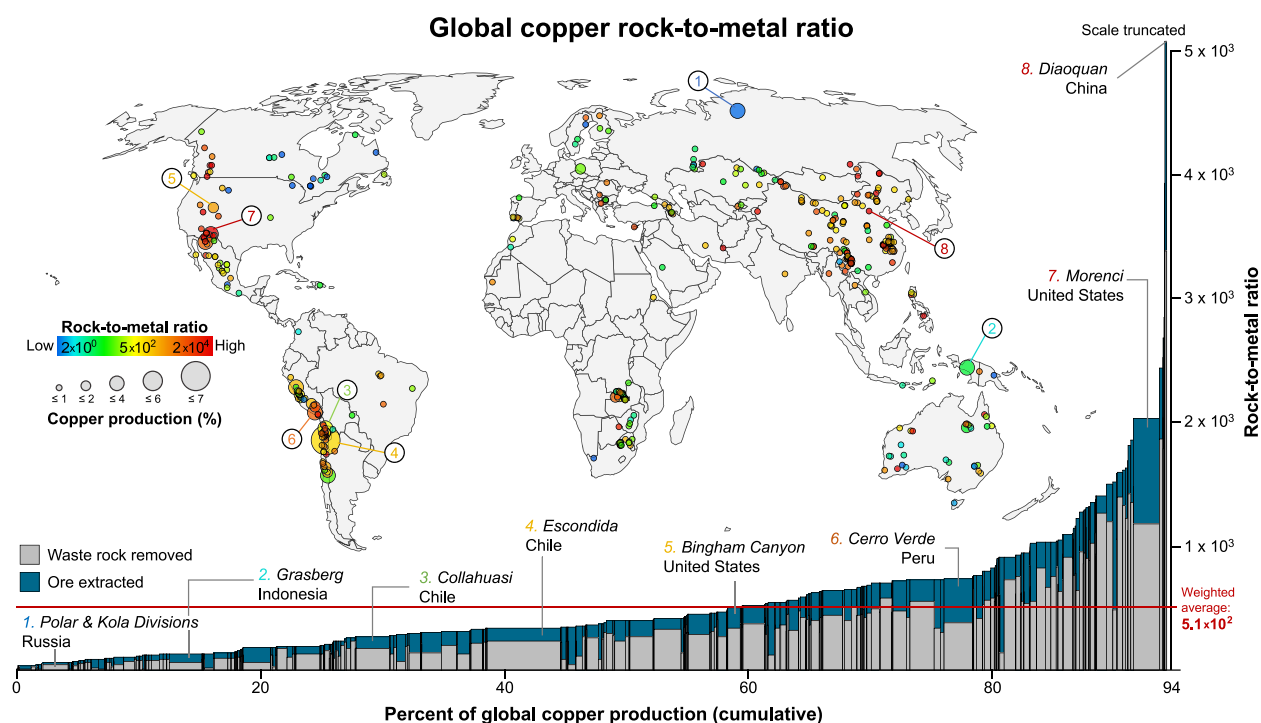 Global copper rock-to-metal ratio
Scale truncated
5 x 10³
8. Diaoquan
China
1
4 x 10³
5
7
8
3 x 10³
7. Morenci
United States
Rock-to-metal ratio
Rock-to-metal ratio
Low 2x10⁰ 5x10² 2x10⁴ High
≤ 1 ≤ 2 ≤ 4 ≤ 6 ≤ 7
Copper production (%)
2
3
6
4
2 x 10³
4. Escondida
Chile
5. Bingham Canyon
United States
6. Cerro Verde
Peru
1 x 10³
Waste rock removed
Ore extracted
2. Grasberg
Indonesia
3. Collahuasi
Chile
Weighted
average:
5.1x10²
1. Polar & Kola Divisions
Russia
0 20 40 60 80 94
Percent of global copper production (cumulative)